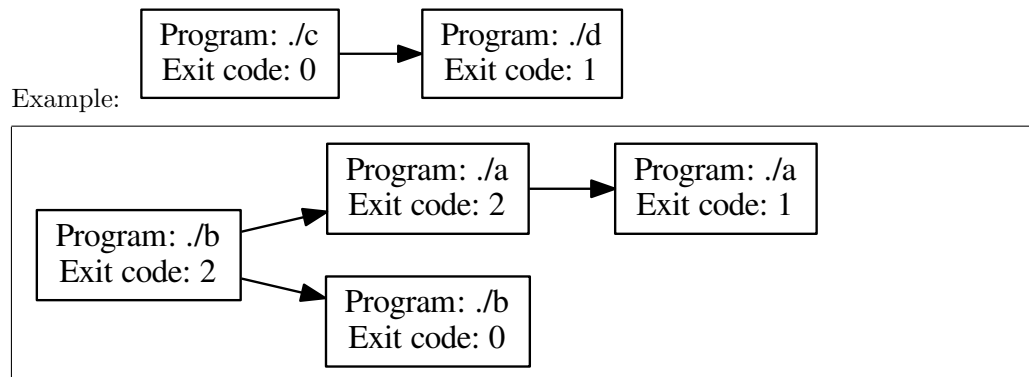 Program: ./c
Exit code: 0
Program: ./d
Exit code: 1
Example:
Program: ./a
Exit code: 2
Program: ./a
Exit code: 1
Program: ./b
Exit code: 2
Program: ./b
Exit code: 0